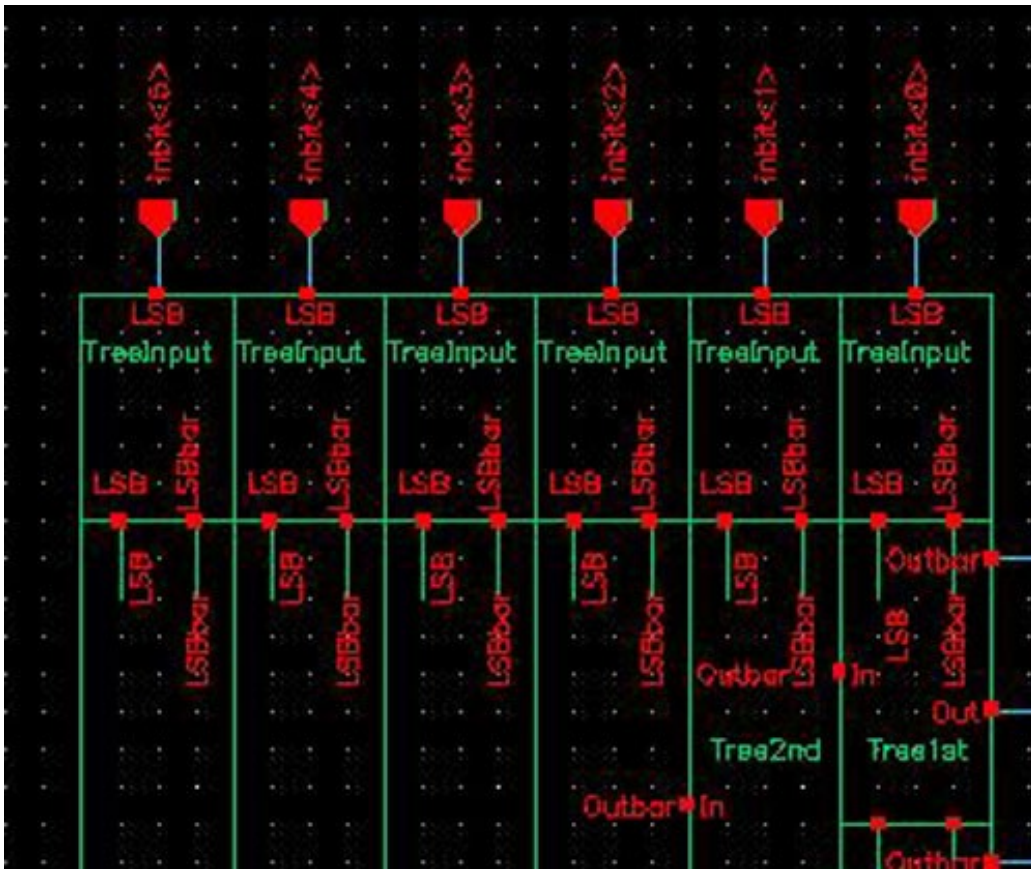 inbit<5> inbit<4> inbit<3> inbit<2> inbit<1> inbit<0>
LSB LSB LSB LSB LSB LSB
TreeInput TreeInput TreeInput TreeInput TreeInput TreeInput
LSB LSBbar LSB LSBbar LSB LSBbar LSB LSBbar LSB LSBbar LSB LSBbar
Outbar
LSB LSBbar LSB LSBbar LSB LSBbar LSB LSBbar LSB LSBbar LSB LSBbar
Outbar In
Out
Tree2nd Tree1st
Outbar In
Outbar